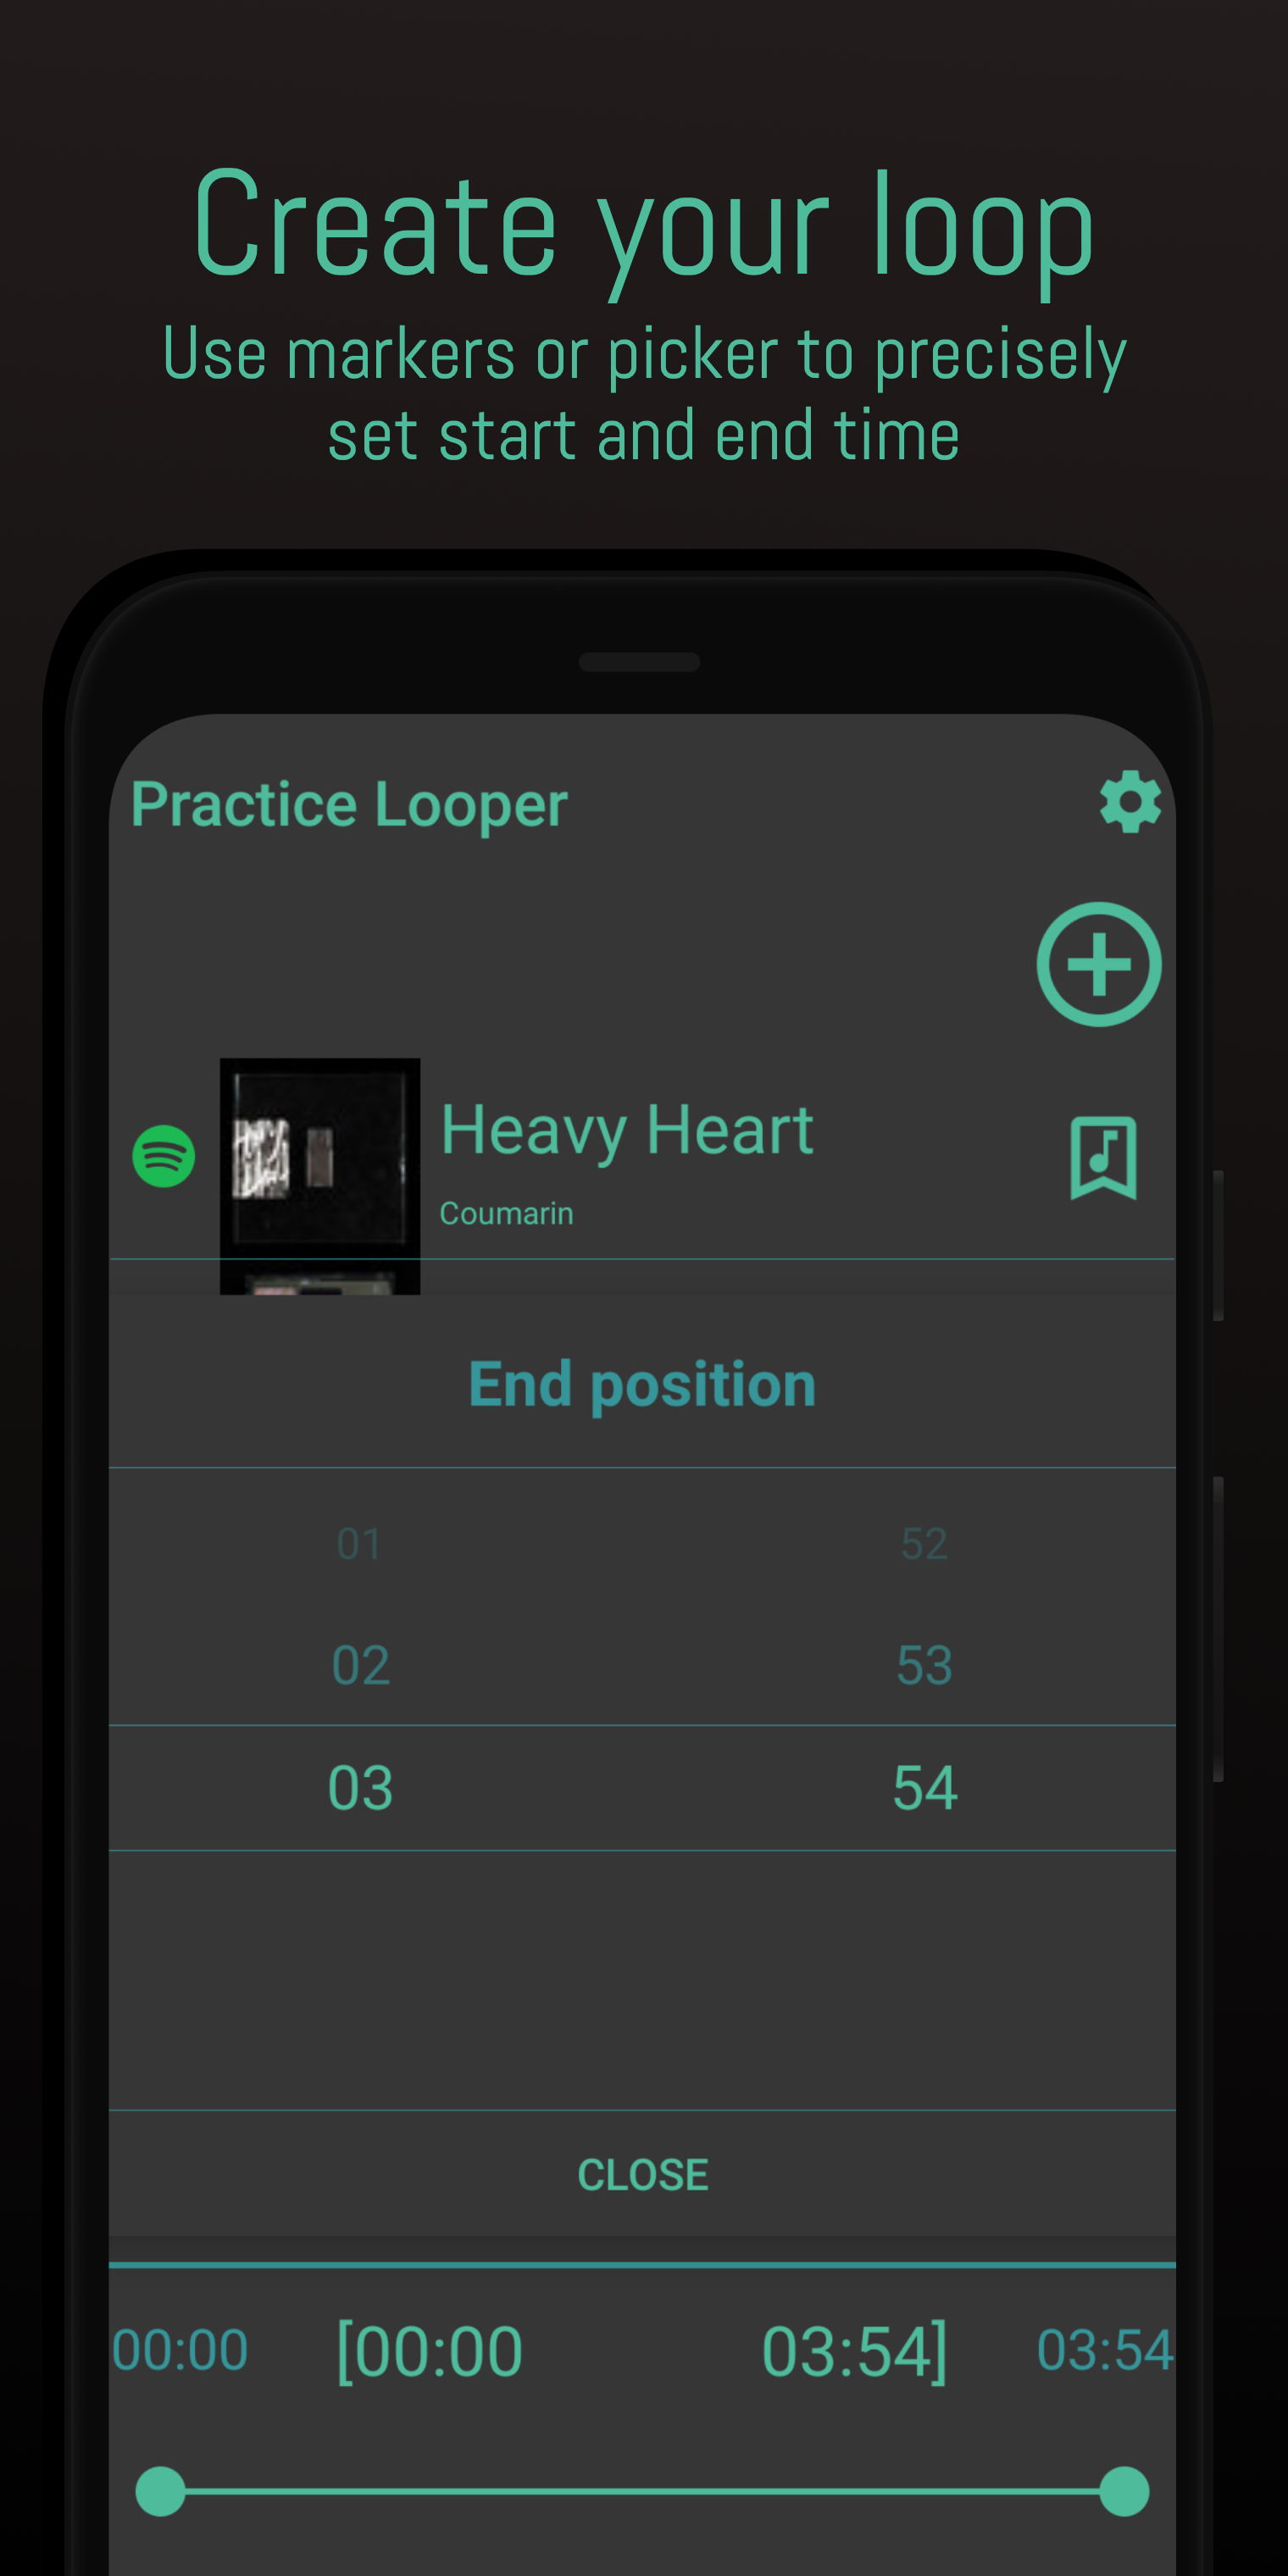 Create your loop
Use markers or picker to precisely
set start and end time
Practice Looper
Heavy Heart
Coumarin
End position
01 52
02 53
03 54
CLOSE
00:00 [00:00 03:54] 03:54